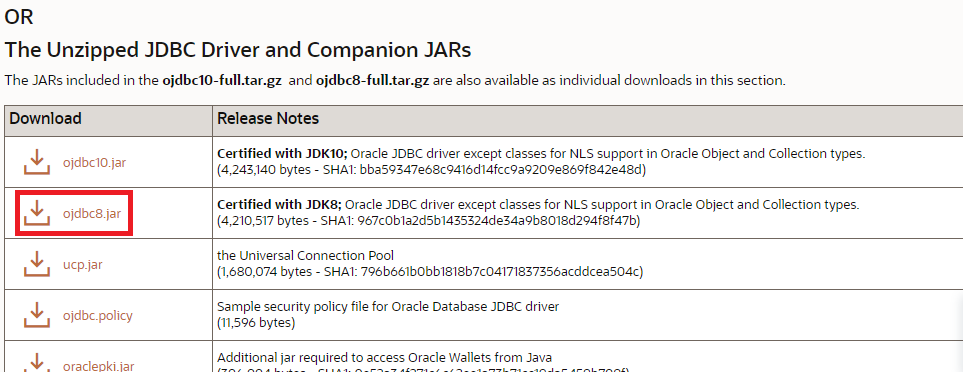 OR
The Unzipped JDBC Driver and Companion JARs
The JARs included in the ojdbc10-full.tar.gz and ojdbc8-full.tar.gz are also available as individual downloads in this section.
Download Release Notes
ojdbc10.jar Certified with JDK10; Oracle JDBC driver except classes for NLS support in Oracle Object and Collection types.
(4,243,140 bytes - SHA1: bba59347e68c9416d14fcc9a9209e869f842e48d)
ojdbc8.jar Certified with JDK8; Oracle JDBC driver except classes for NLS support in Oracle Object and Collection types.
(4,210,517 bytes - SHA1: 967c0b1a2d5b1435324de34a9b8018d294f8f47b)
ucp.jar the Universal Connection Pool
(1,680,074 bytes - SHA1: 796b661b0bb1818b7c04171837356acddcea504c)
ojdbc.policy Sample security policy file for Oracle Database JDBC driver
(11,596 bytes)
oraclepki.jar Additional jar required to access Oracle Wallets from Java